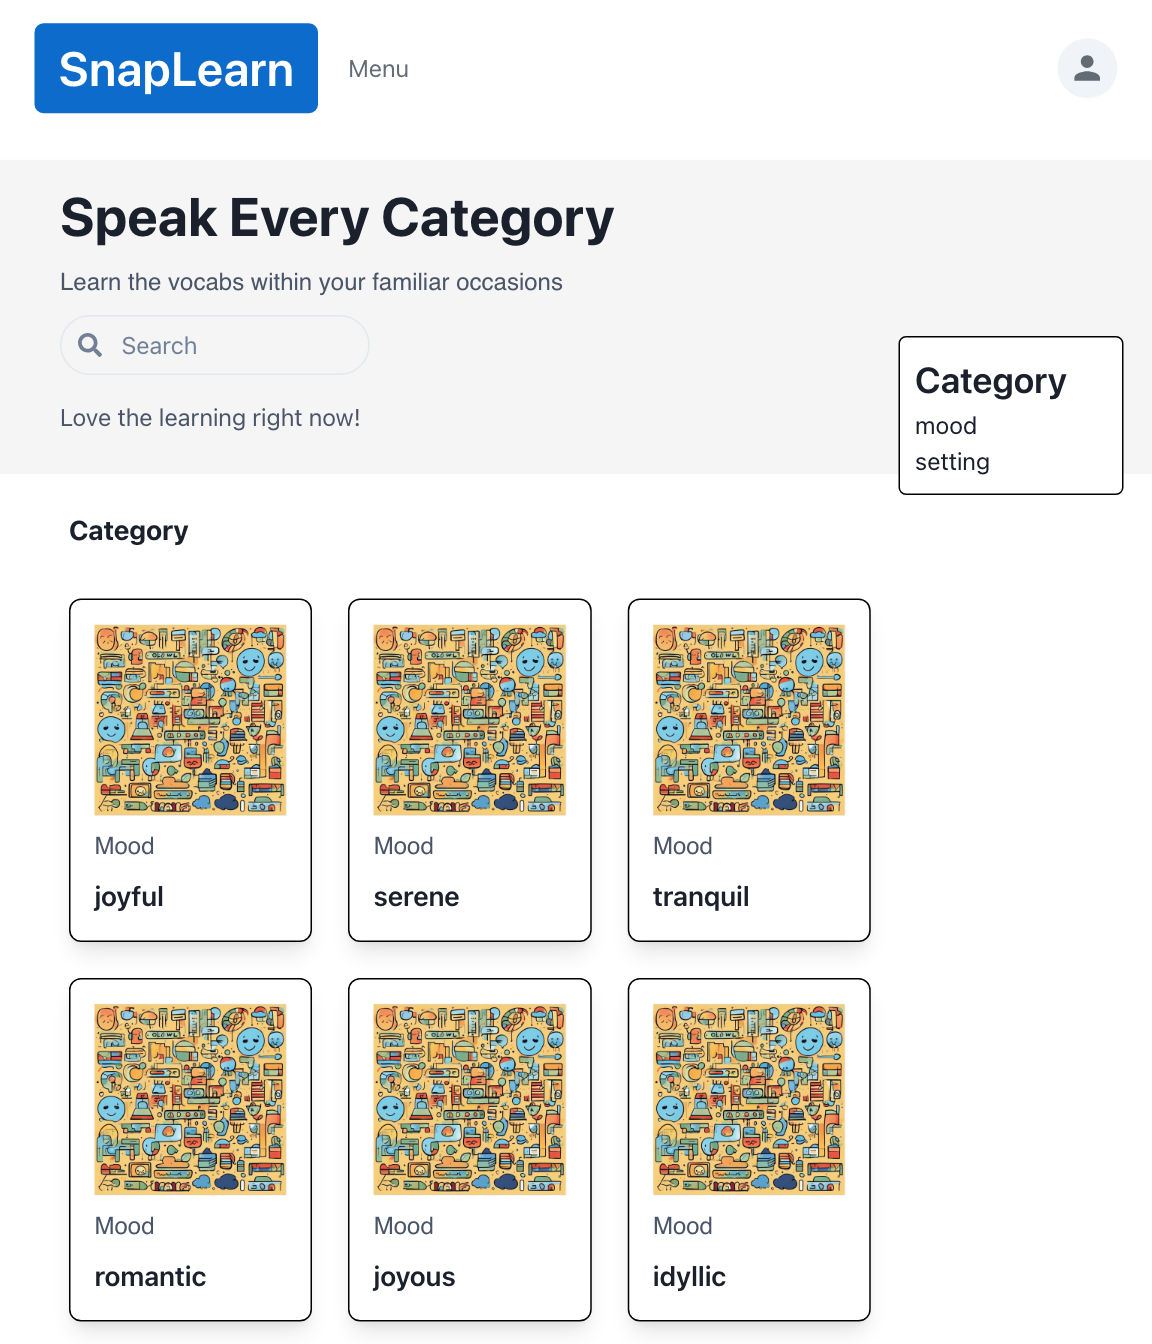 SnapLearn
Menu
Speak Every Category
Learn the vocabs within your familiar occasions
Search
Love the learning right now!
Category
mood
setting
Category
Mood
joyful
Mood
serene
Mood
tranquil
Mood
romantic
Mood
joyous
Mood
idyllic